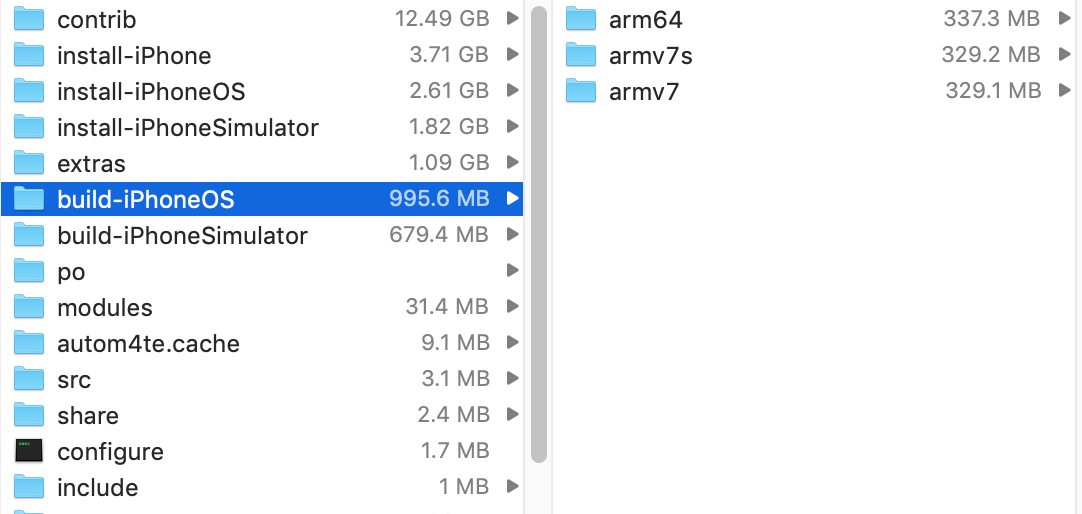 contrib 12.49 GB
install-iPhone 3.71 GB
install-iPhoneOS 2.61 GB
install-iPhoneSimulator 1.82 GB
extras 1.09 GB
build-iPhoneOS 995.6 MB
build-iPhoneSimulator 679.4 MB
po
modules 31.4 MB
autom4te.cache 9.1 MB
src 3.1 MB
share 2.4 MB
configure 1.7 MB
include 1 MB
arm64 337.3 MB
armv7s 329.2 MB
armv7 329.1 MB